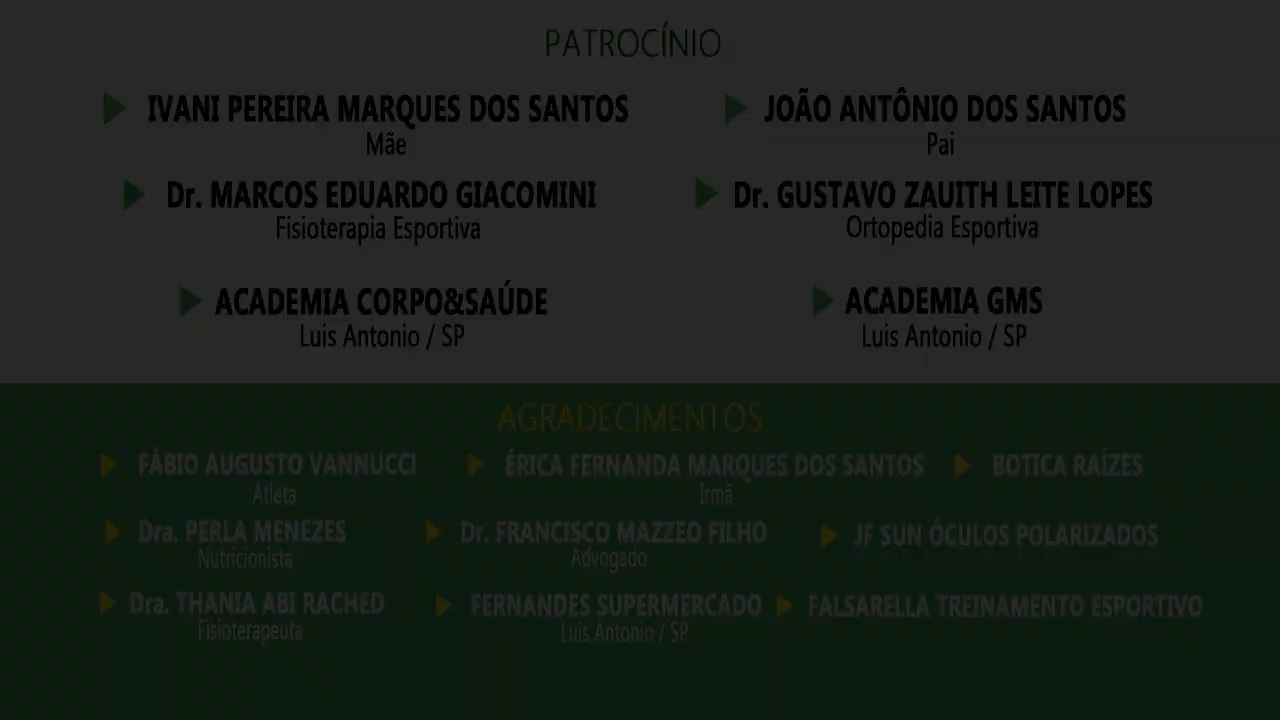 PATROCÍNIO
IVANI PEREIRA MARQUES DOS SANTOS
Mãe
JOÃO ANTÔNIO DOS SANTOS
Pai
Dr. MARCOS EDUARDO GIACOMINI
Fisioterapia Esportiva
Dr. GUSTAVO ZAUITH LEITE LOPES
Ortopedia Esportiva
ACADEMIA CORPO&SAÚDE
Luis Antonio / SP
ACADEMIA GMS
Luis Antonio / SP
AGRADECIMENTOS
FÁBIO AUGUSTO VANNUCCI
Atleta
ÉRICA FERNANDA MARQUES DOS SANTOS
Irmã
BOTICA RAÍZES
Dra. PERLA MENEZES
Nutricionista
Dr. FRANCISCO MAZZEO FILHO
Advogado
JF SUN ÓCULOS POLARIZADOS
Dra. THANIA ABI RACHED
Fisioterapeuta
FERNANDES SUPERMERCADO
Luis Antonio / SP
FALSARELLA TREINAMENTO ESPORTIVO